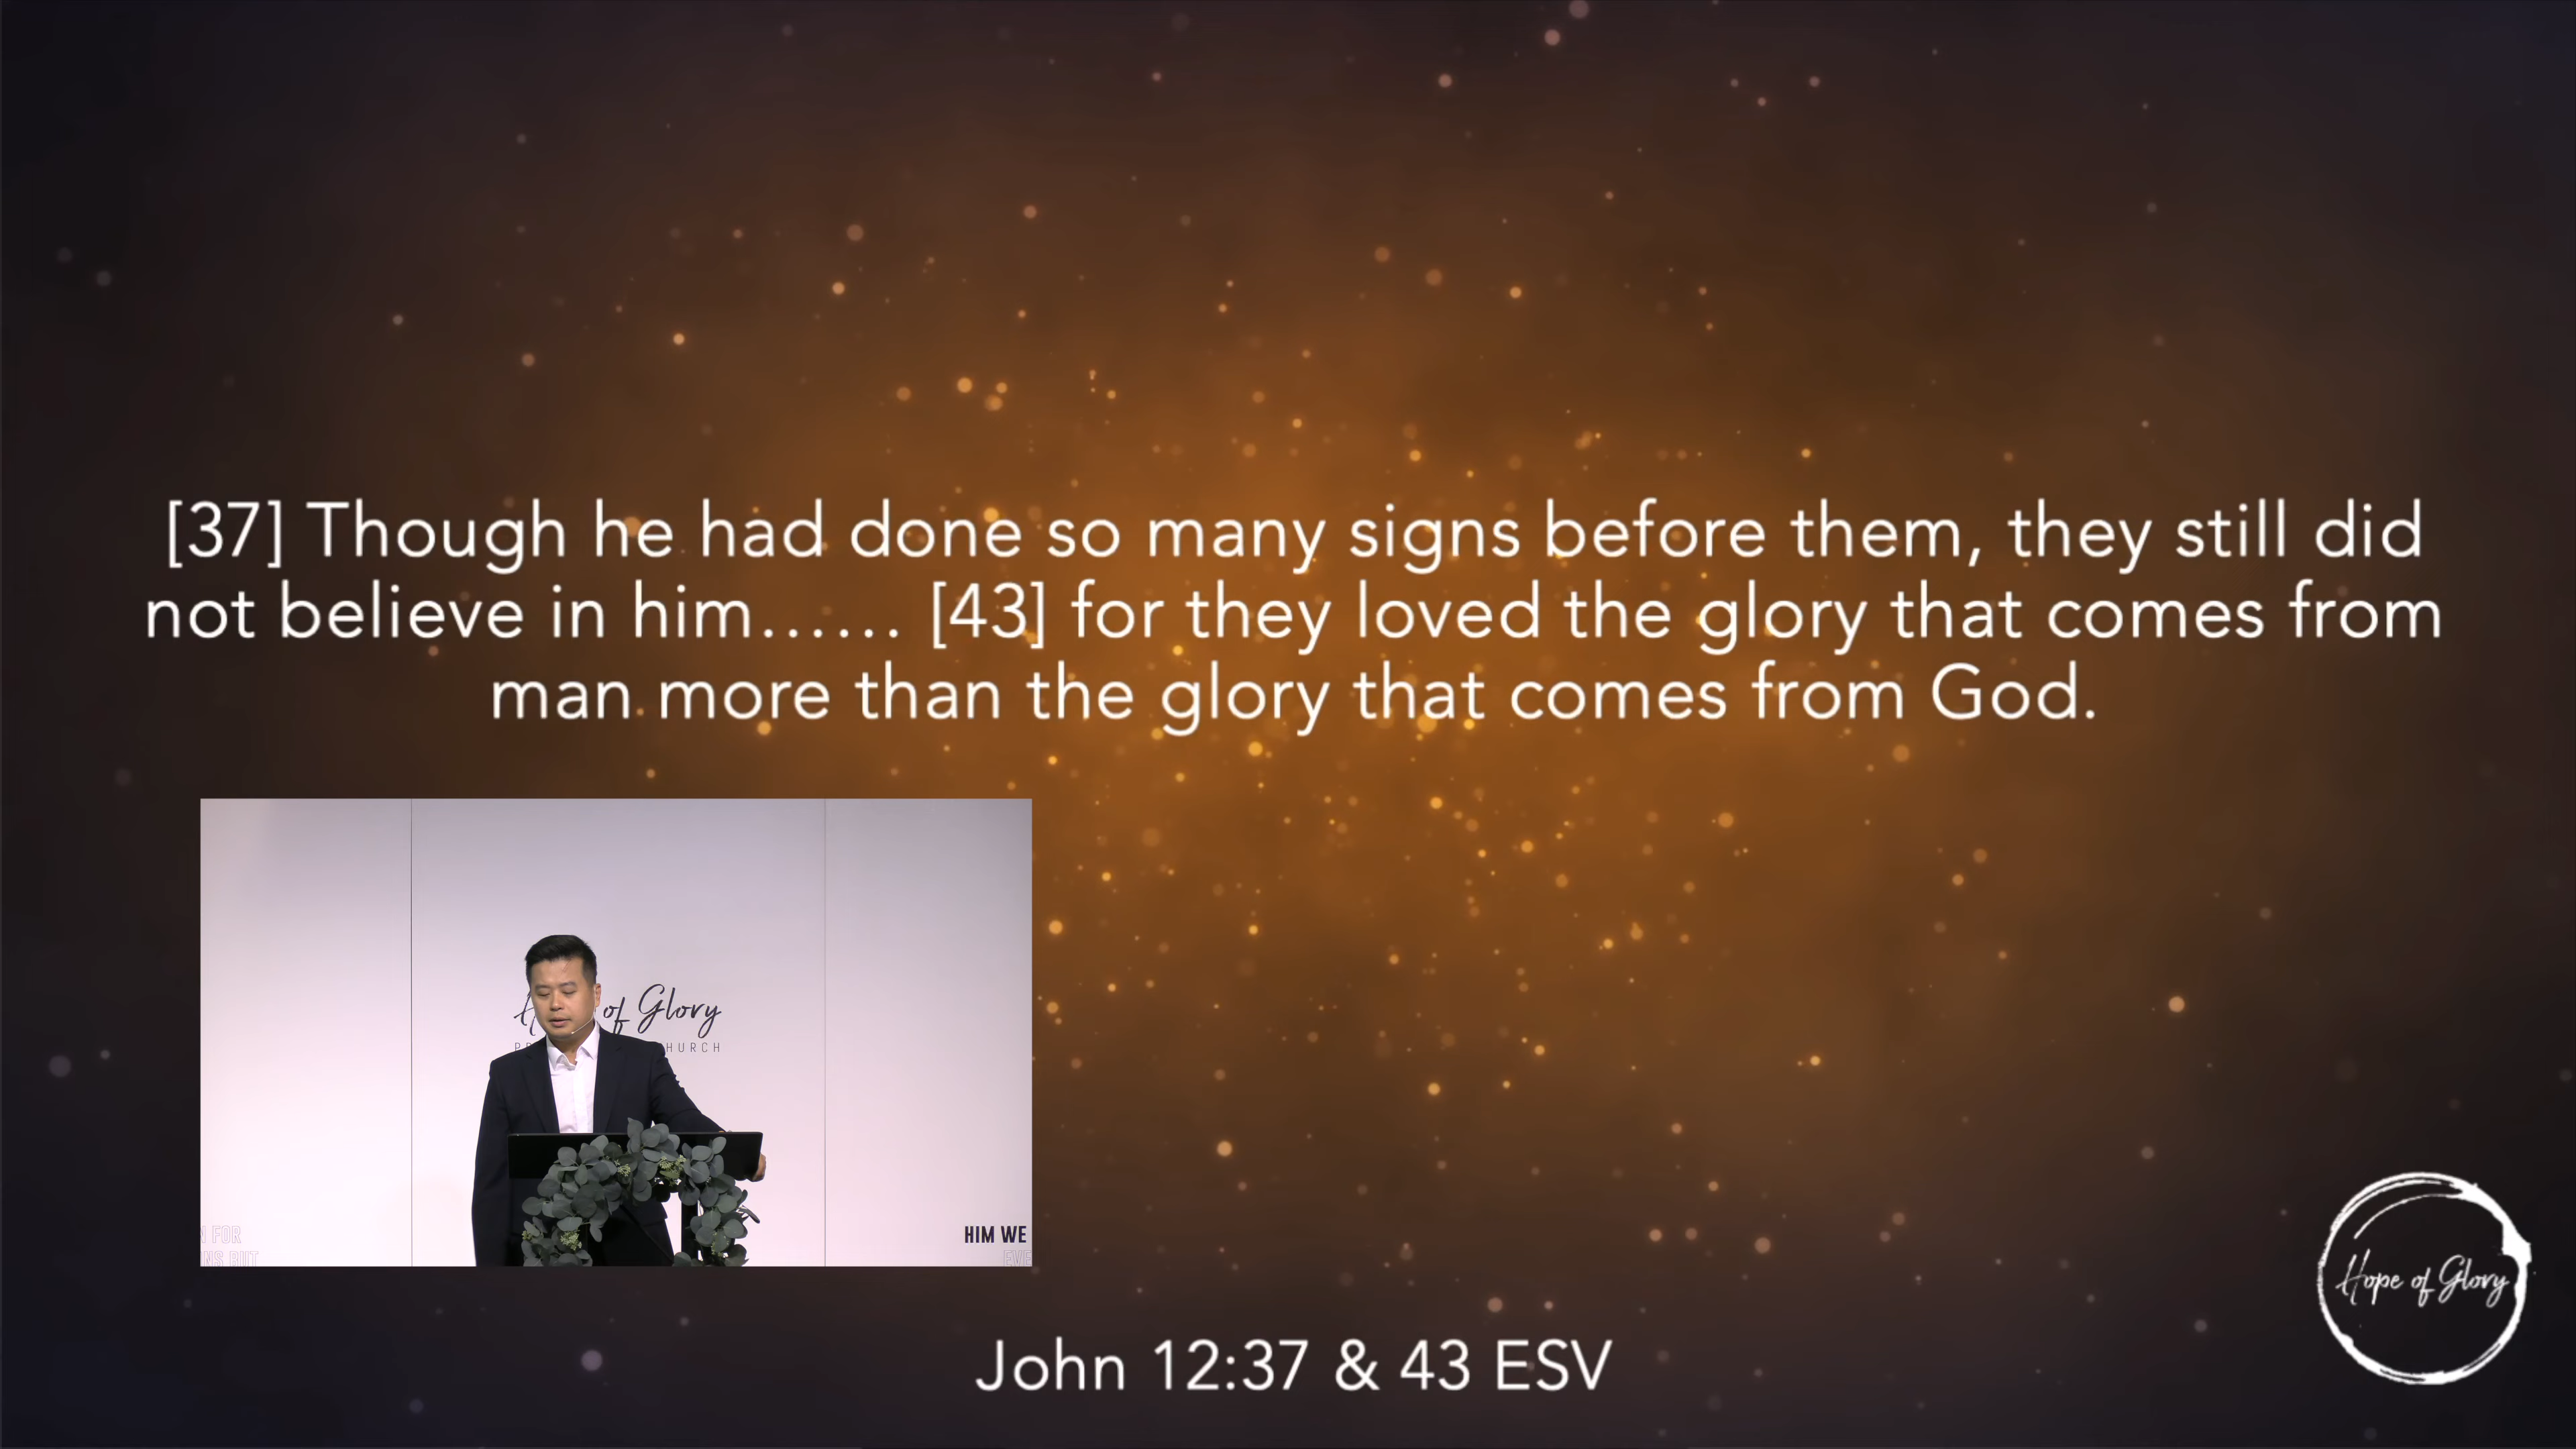 [37] Though he had done so many signs before them, they still did
not believe in him...... [43] for they loved the glory that comes from
man more than the glory that comes from God.
of Glory
HIM WE
John 12:37 & 43 ESV
Hope of Glory